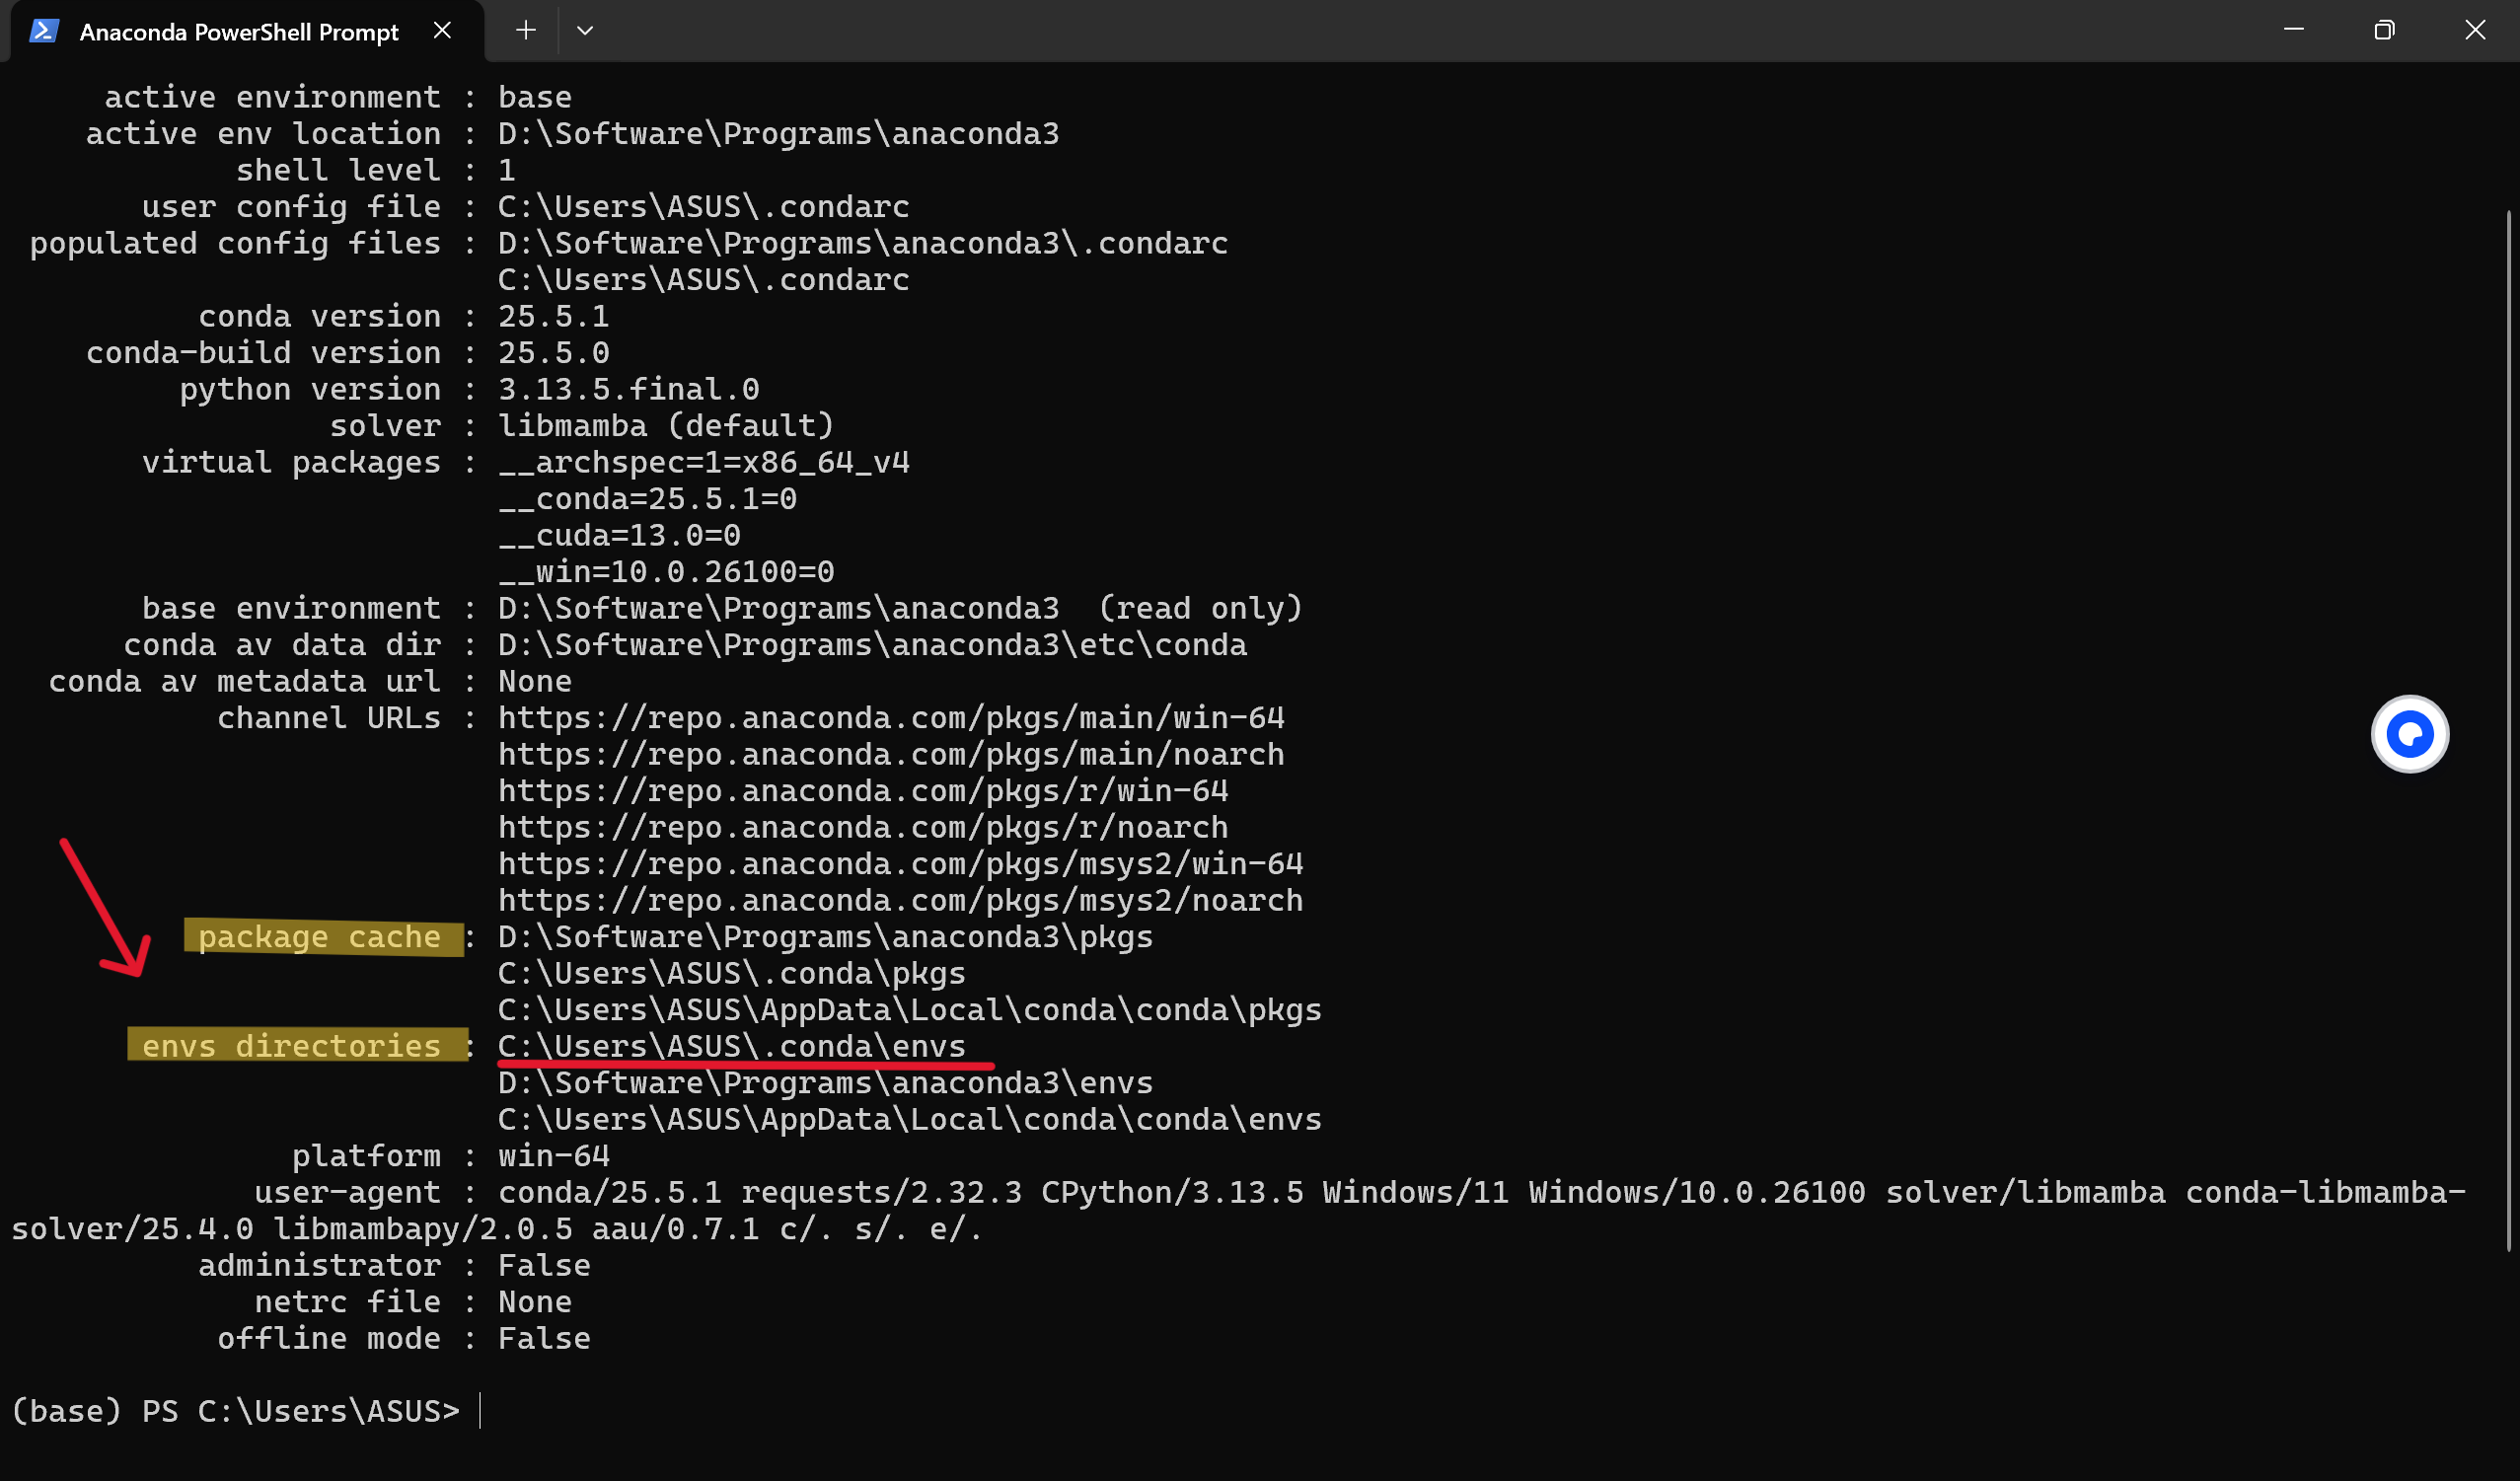 Anaconda PowerShell Prompt
active environment : base
active env location : D:\Software\Programs\anaconda3
shell level : 1
user config file : C:\Users\ASUS\.condarc
populated config files : D:\Software\Programs\anaconda3\.condarc
C:\Users\ASUS\.condarc
conda version : 25.5.1
conda-build version : 25.5.0
python version : 3.13.5.final.0
solver : libmamba (default)
virtual packages : __archspec=1=x86_64_v4
__conda=25.5.1=0
__cuda=13.0=0
__win=10.0.26100=0
base environment : D:\Software\Programs\anaconda3  (read only)
conda av data dir : D:\Software\Programs\anaconda3\etc\conda
conda av metadata url : None
channel URLs : https://repo.anaconda.com/pkgs/main/win-64
https://repo.anaconda.com/pkgs/main/noarch
https://repo.anaconda.com/pkgs/r/win-64
https://repo.anaconda.com/pkgs/r/noarch
https://repo.anaconda.com/pkgs/msys2/win-64
https://repo.anaconda.com/pkgs/msys2/noarch
package cache : D:\Software\Programs\anaconda3\pkgs
C:\Users\ASUS\.conda\pkgs
C:\Users\ASUS\AppData\Local\conda\conda\pkgs
envs directories : C:\Users\ASUS\.conda\envs
D:\Software\Programs\anaconda3\envs
C:\Users\ASUS\AppData\Local\conda\conda\envs
platform : win-64
user-agent : conda/25.5.1 requests/2.32.3 CPython/3.13.5 Windows/11 Windows/10.0.26100 solver/libmamba conda-libmamba-
solver/25.4.0 libmambapy/2.0.5 aau/0.7.1 c/. s/. e/.
administrator : False
netrc file : None
offline mode : False
(base) PS C:\Users\ASUS>